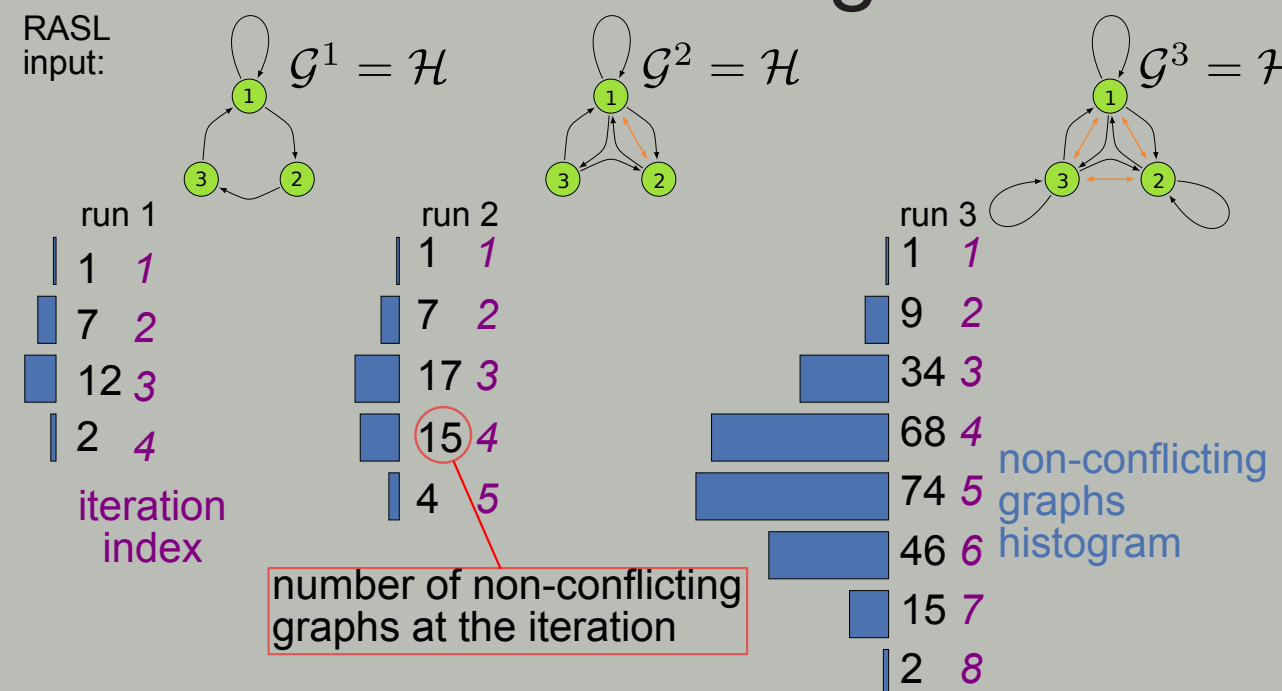 RASL
input:
𝒢¹ = ℋ
𝒢² = ℋ
𝒢³ = ℋ
1
3 2
1
3 2
1
3 2
run 1
1 1
7 2
12 3
2 4
iteration
index
run 2
1 1
7 2
17 3
15 4
4 5
number of non-conflicting
graphs at the iteration
run 3
1 1
9 2
34 3
68 4
74 5
46 6
15 7
2 8
non-conflicting
graphs
histogram